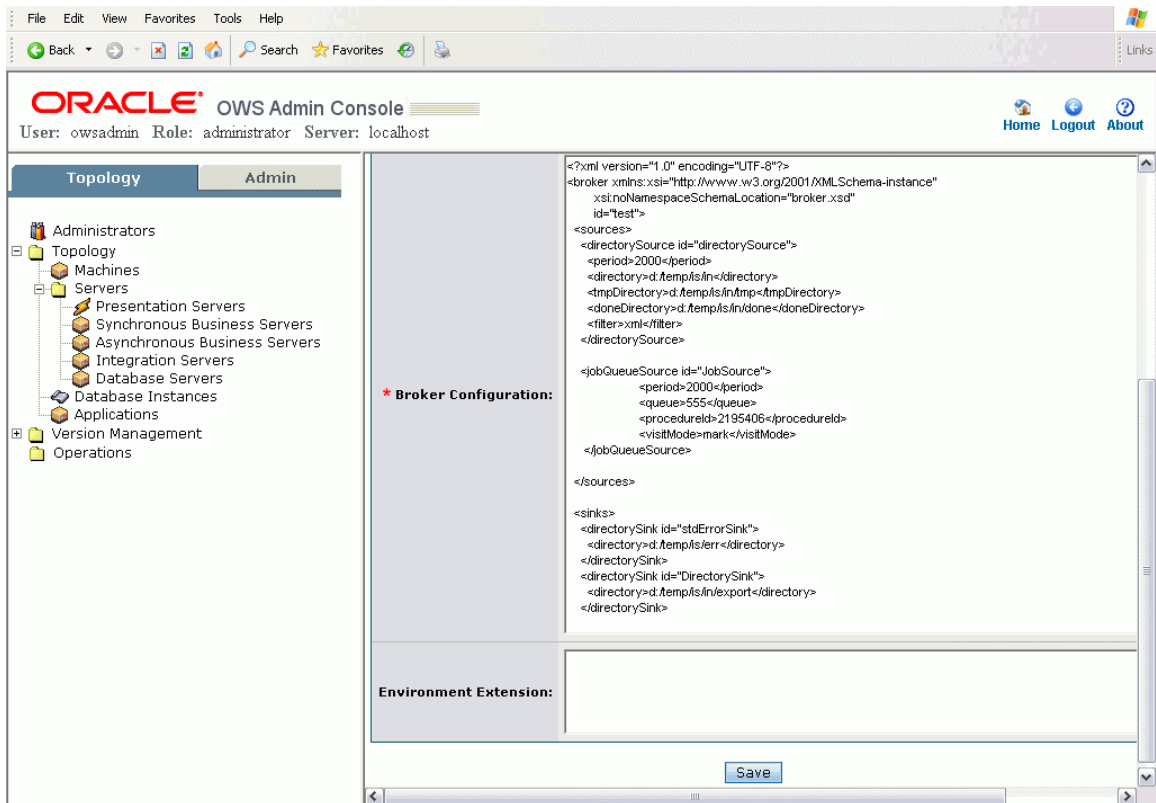 File Edit View Favorites Tools Help
Back Search Favorites
Links
ORACLE® OWS Admin Console
User: owsadmin Role: administrator Server: localhost
Home Logout About
Topology Admin
Administrators
Topology
Machines
Servers
Presentation Servers
Synchronous Business Servers
Asynchronous Business Servers
Integration Servers
Database Servers
Database Instances
Applications
Version Management
Operations
* Broker Configuration:
<?xml version="1.0" encoding="UTF-8"?>
<broker xmlns:xsi="http://www.w3.org/2001/XMLSchema-instance"
xsi:noNamespaceSchemaLocation="broker.xsd"
id="test">
<sources>
<directorySource id="directorySource">
<period>2000</period>
<directory>d:/temp/is/in</directory>
<tmpDirectory>d:/temp/is/in/tmp</tmpDirectory>
<doneDirectory>d:/temp/is/in/done</doneDirectory>
<filter>xml</filter>
</directorySource>
<jobQueueSource id="JobSource">
<period>2000</period>
<queue>555</queue>
<procedureId>2195406</procedureId>
<visitMode>mark</visitMode>
</jobQueueSource>
</sources>
<sinks>
<directorySink id="stdErrorSink">
<directory>d:/temp/is/err</directory>
</directorySink>
<directorySink id="DirectorySink">
<directory>d:/temp/is/in/export</directory>
</directorySink>
Environment Extension:
Save